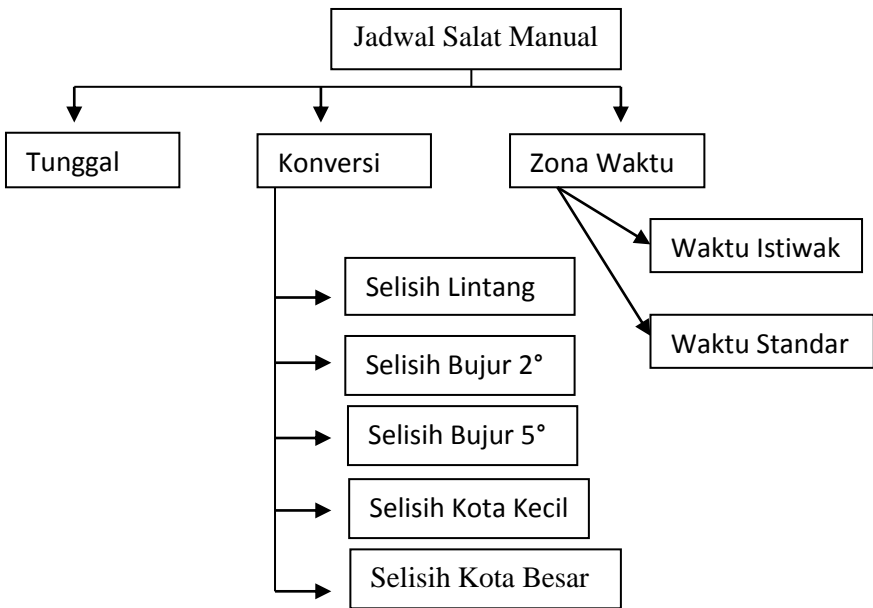 Jadwal Salat Manual
Tunggal
Konversi
Zona Waktu
Waktu Istiwak
Selisih Lintang
Waktu Standar
Selisih Bujur 2°
Selisih Bujur 5°
Selisih Kota Kecil
Selisih Kota Besar